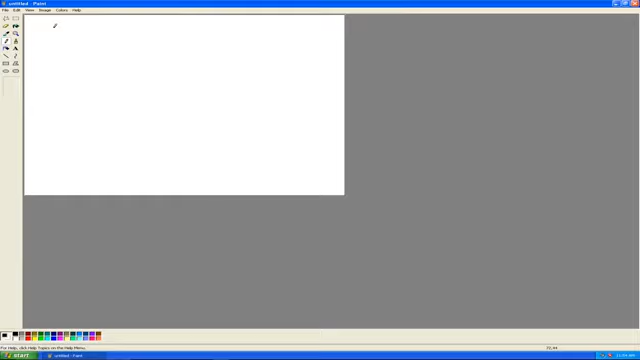 untitled - Paint
File Edit View Image Colors Help
For Help, click Help Topics on the Help Menu.
start
untitled - Paint